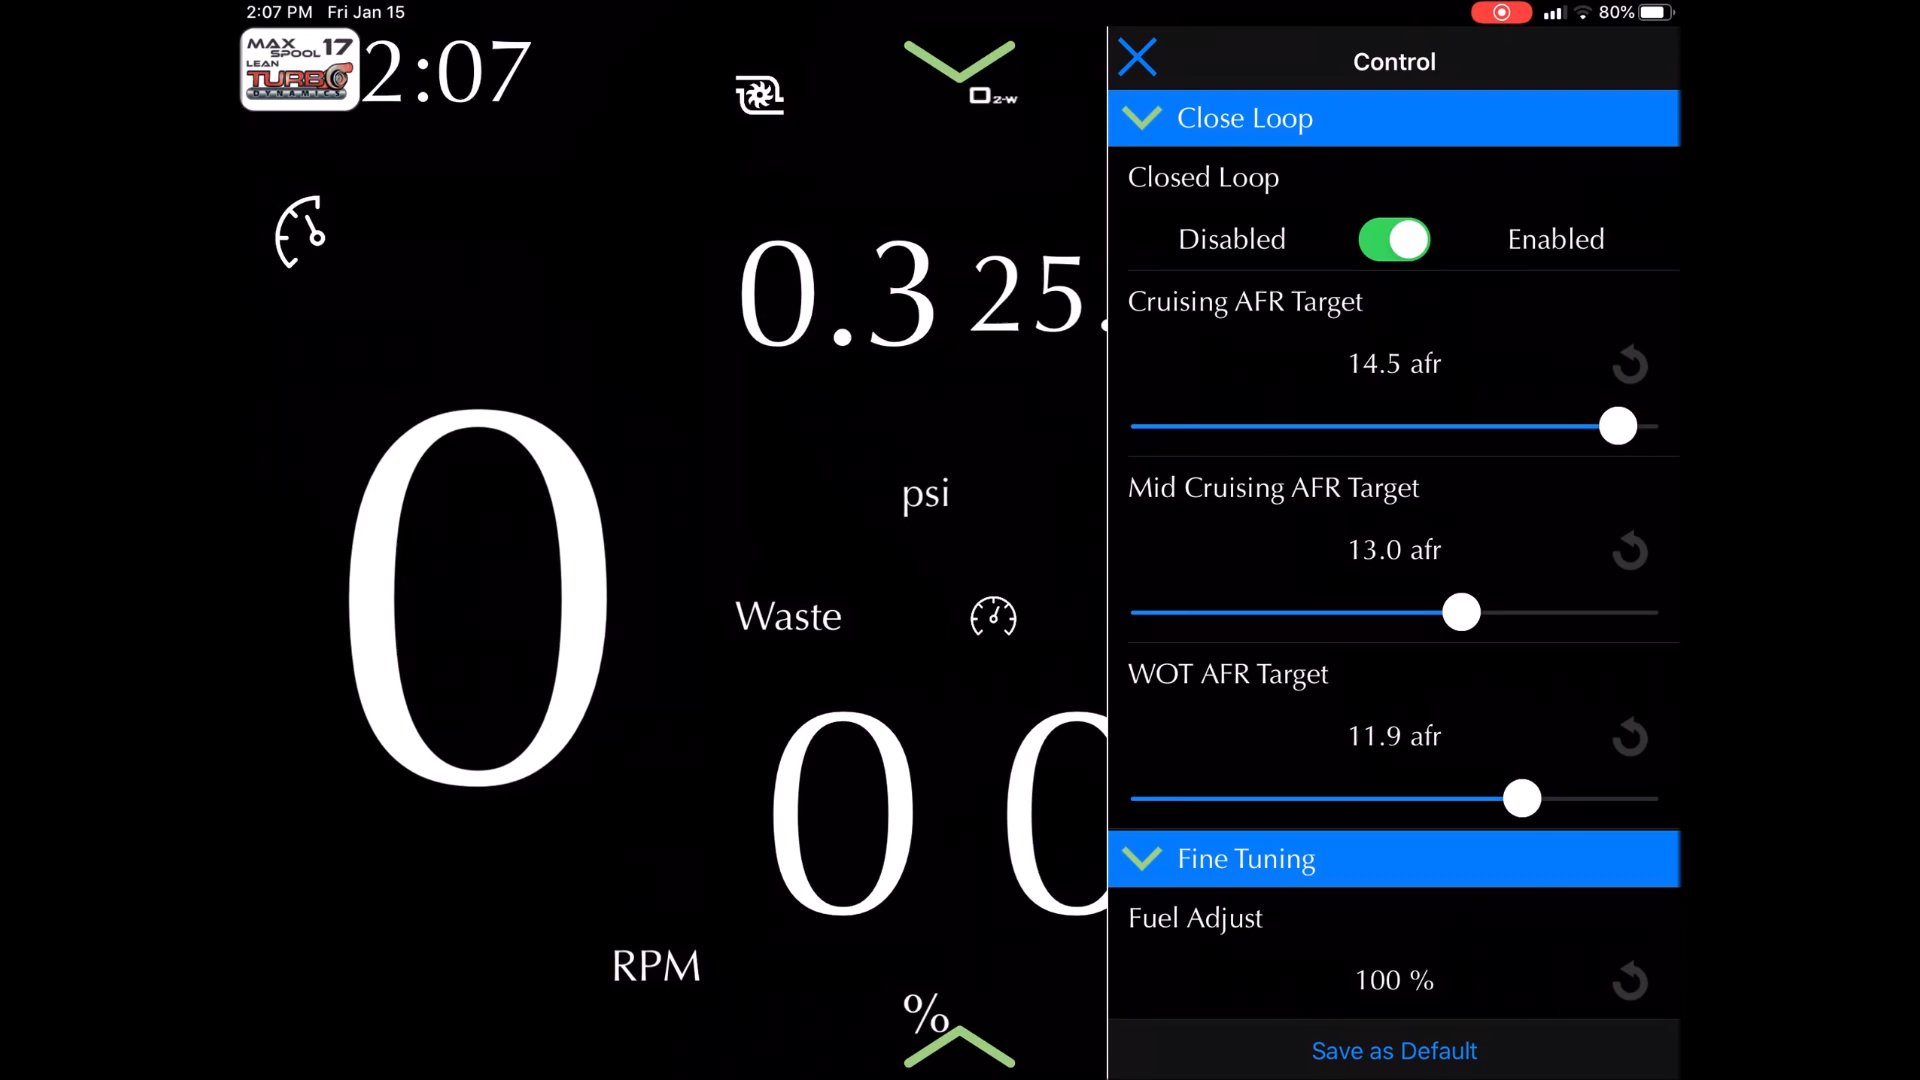 2:07 PM Fri Jan 15
80%
MAX SPOOL 17
LEAN
TURBO
DYNAMICS
2:07
O2-W
0.3
25.
psi
Waste
0
0
0
RPM
%
Control
Close Loop
Closed Loop
Disabled
Enabled
Cruising AFR Target
14.5 afr
Mid Cruising AFR Target
13.0 afr
WOT AFR Target
11.9 afr
Fine Tuning
Fuel Adjust
100 %
Save as Default